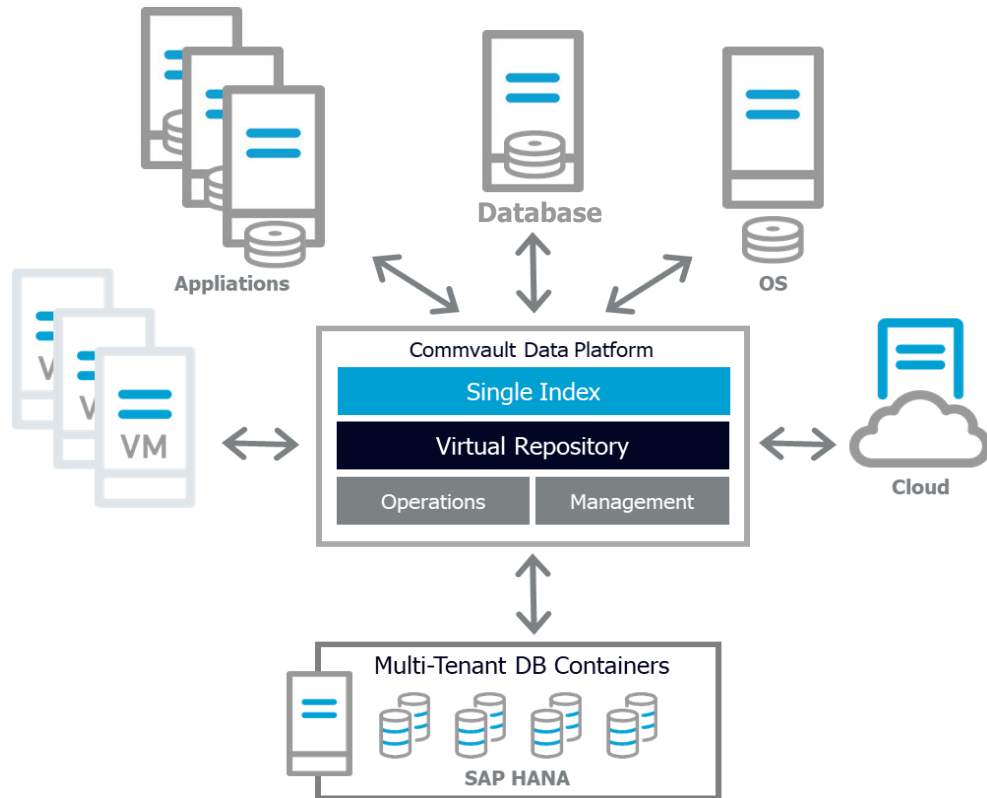 Database
Appliations
OS
Commvault Data Platform
Single Index
V
V
VM
Virtual Repository
Cloud
Operations
Management
Multi-Tenant DB Containers
SAP HANA